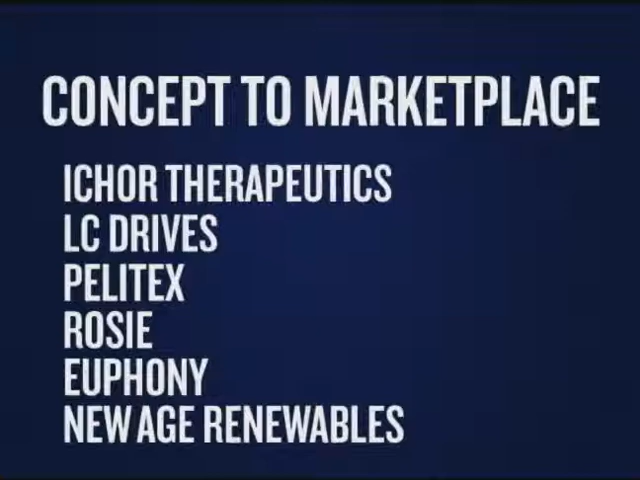 CONCEPT TO MARKETPLACE
ICHOR THERAPEUTICS
LC DRIVES
PELITEX
ROSIE
EUPHONY
NEW AGE RENEWABLES